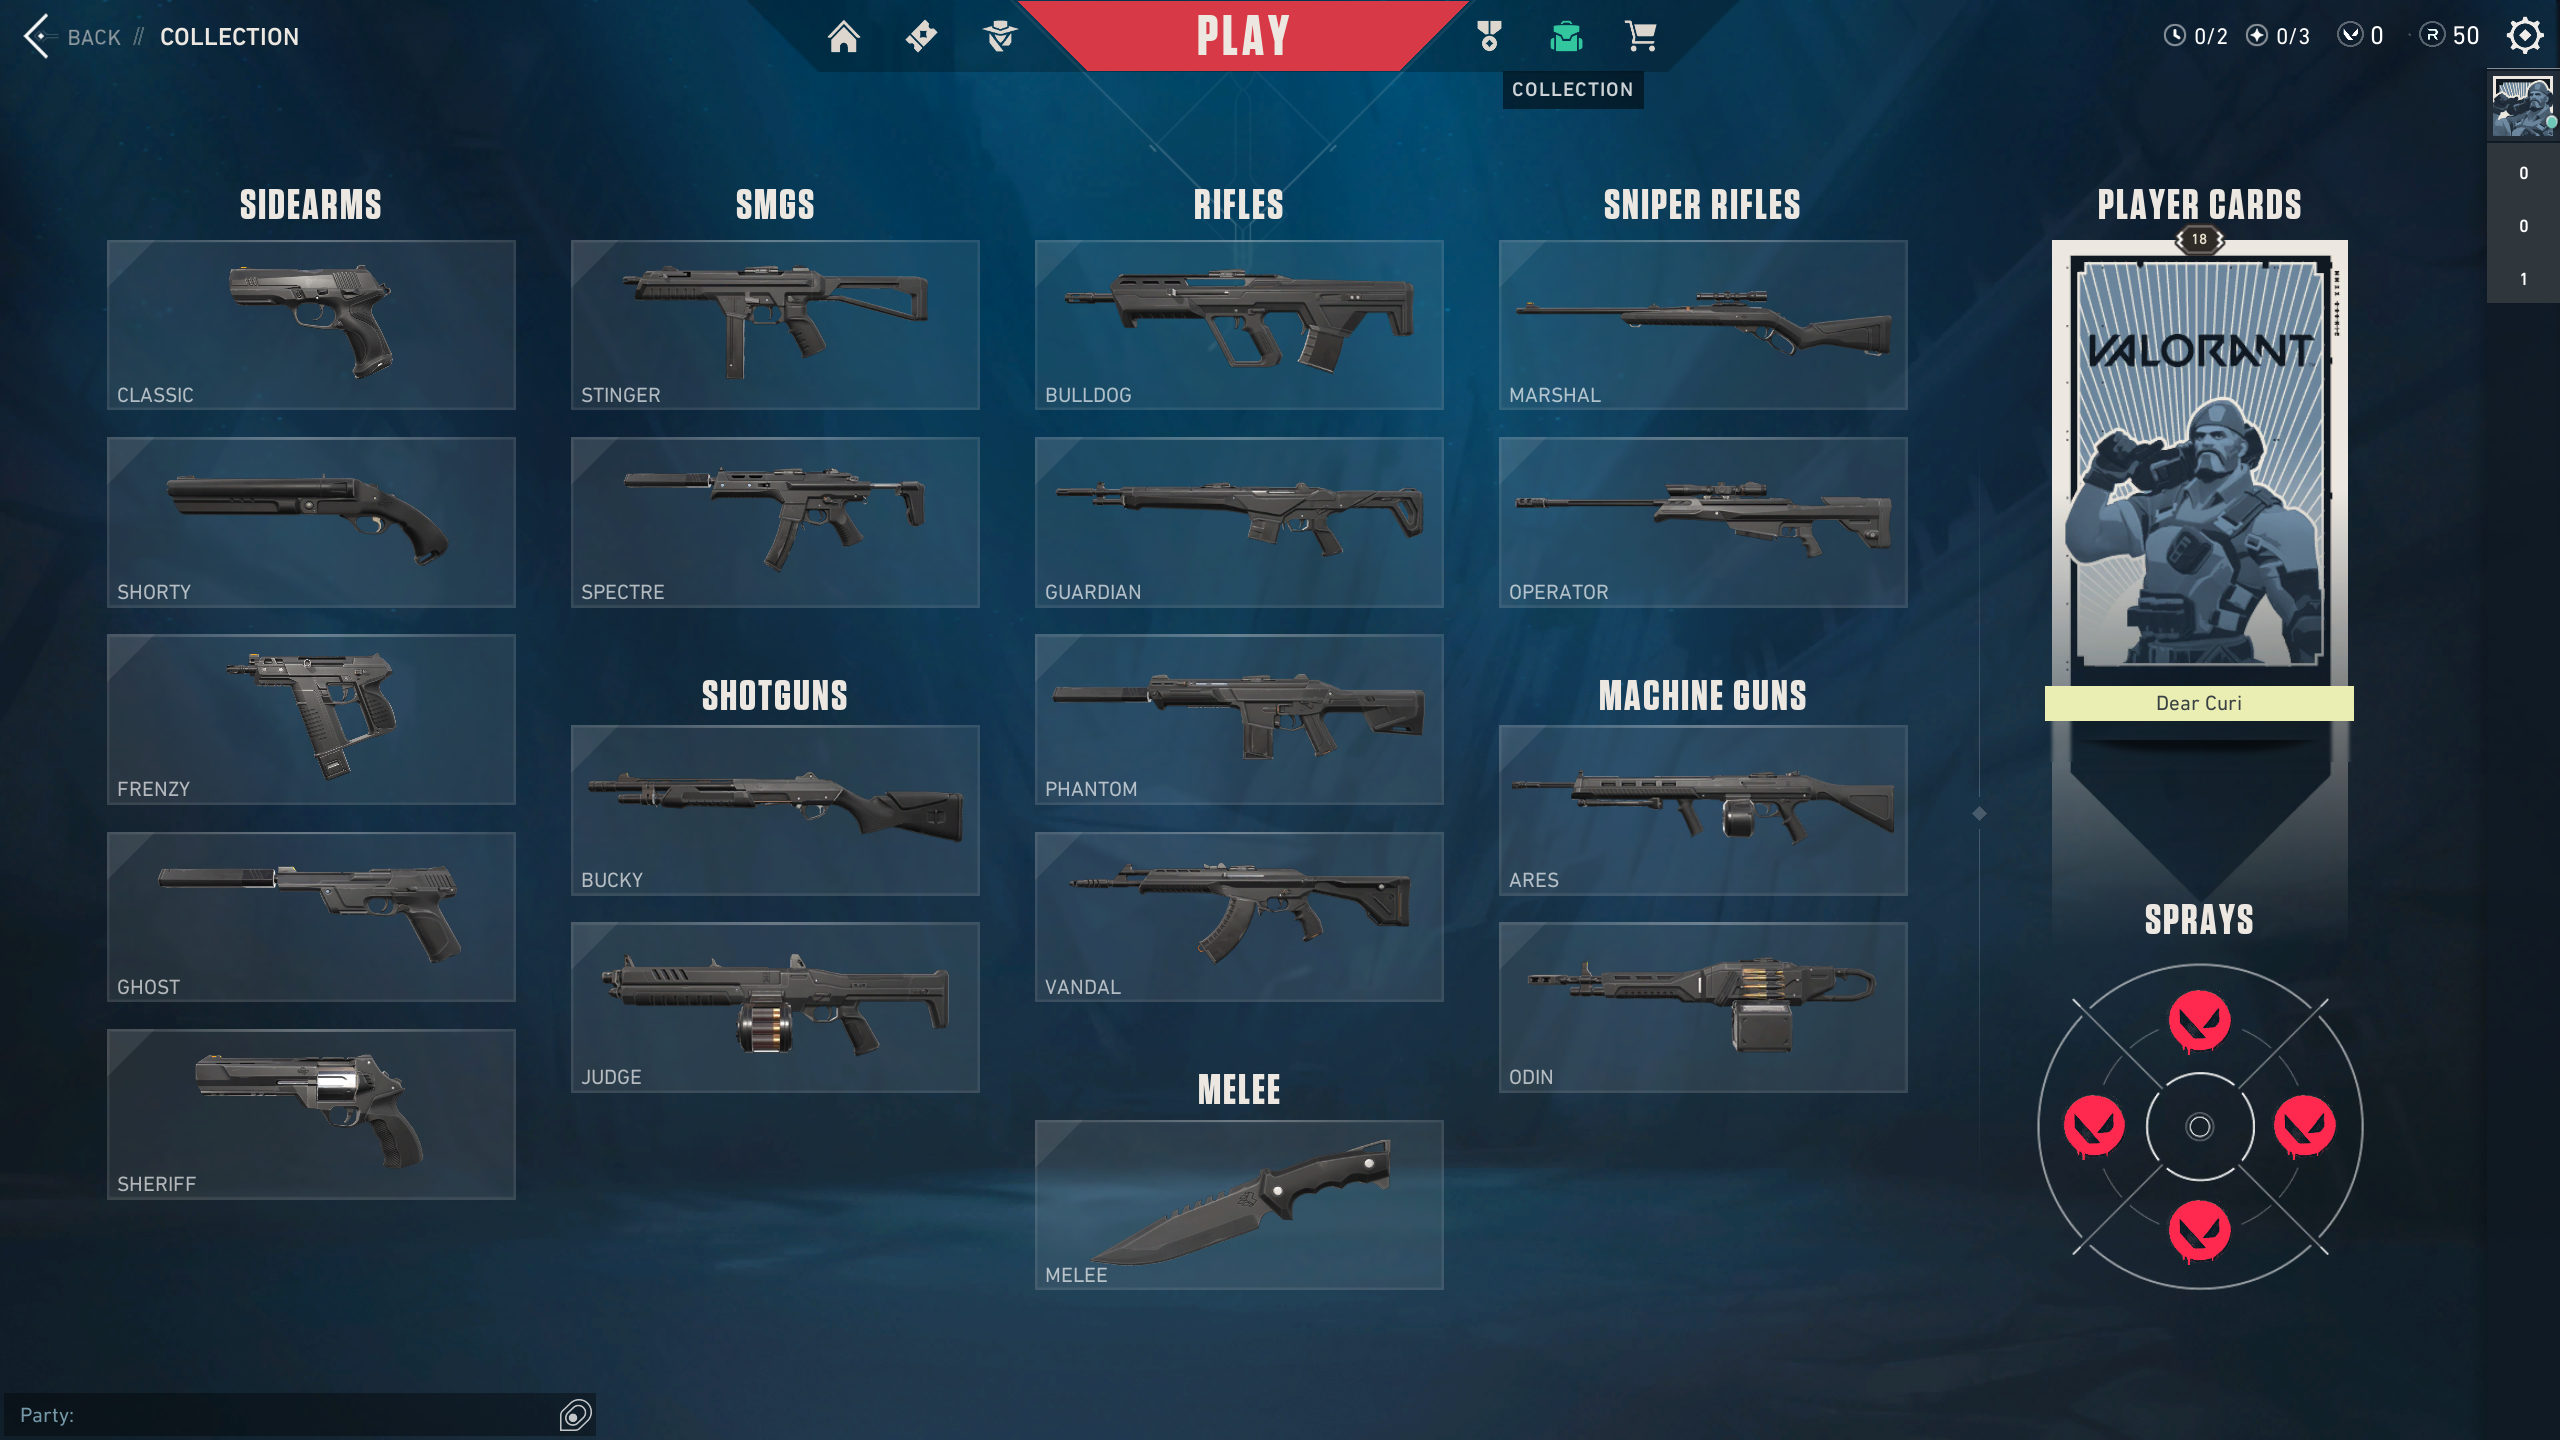 BACK // COLLECTION
PLAY
0/2 0/3 0 R 50
COLLECTION
0
0
1
SIDEARMS
CLASSIC
SHORTY
FRENZY
GHOST
SHERIFF
SMGS
STINGER
SPECTRE
SHOTGUNS
BUCKY
JUDGE
RIFLES
BULLDOG
GUARDIAN
PHANTOM
VANDAL
MELEE
MELEE
SNIPER RIFLES
MARSHAL
OPERATOR
MACHINE GUNS
ARES
ODIN
PLAYER CARDS
18
VALORANT
Dear Curi
SPRAYS
Party: